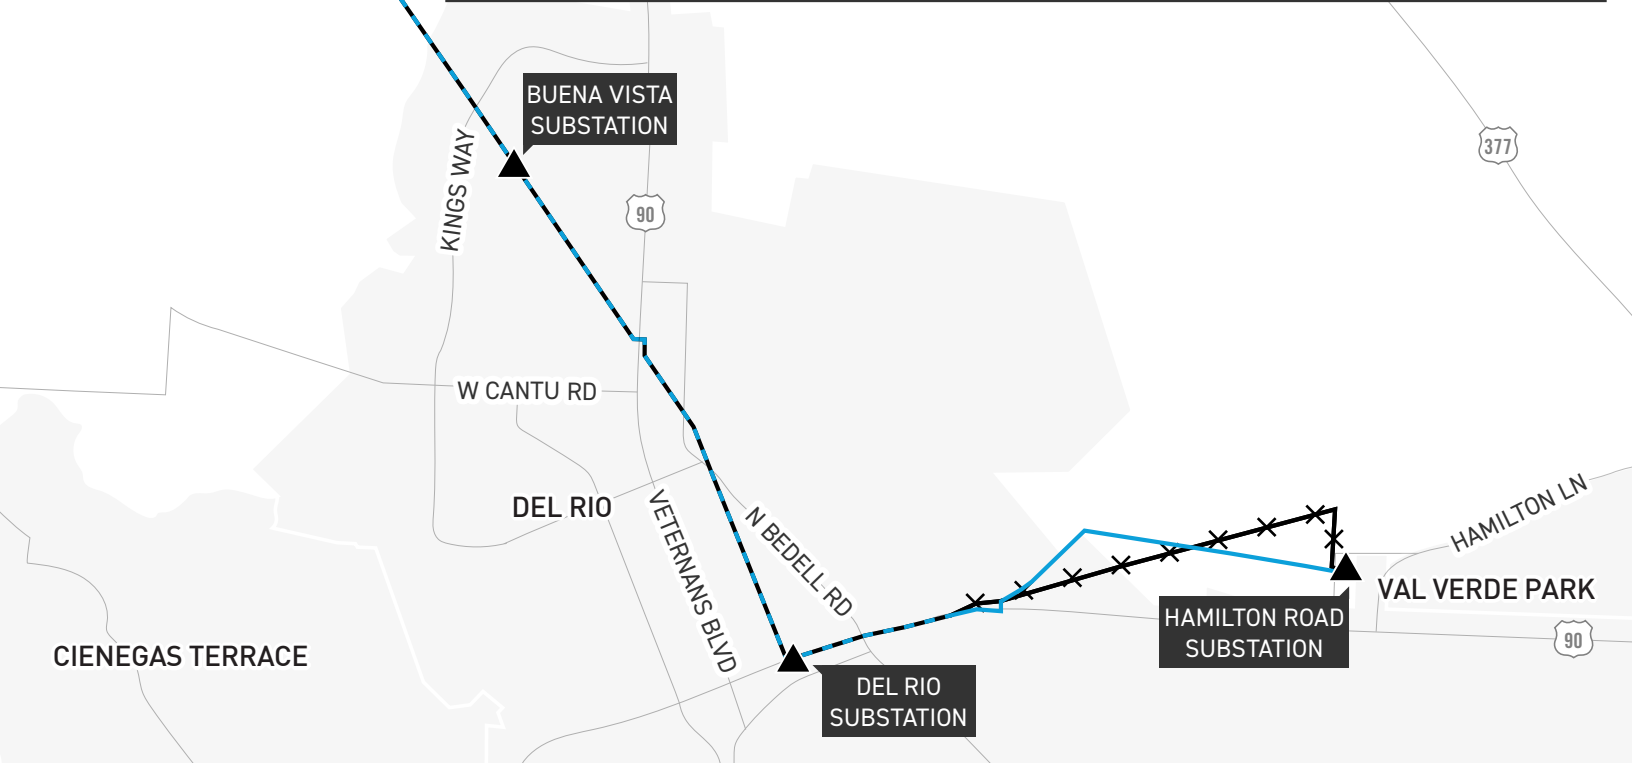 BUENA VISTA
SUBSTATION
377
KINGS WAY
90
W CANTU RD
DEL RIO
VETERNANS BLVD
N BEDELL RD
HAMILTON LN
VAL VERDE PARK
HAMILTON ROAD
SUBSTATION
90
CIENEGAS TERRACE
DEL RIO
SUBSTATION